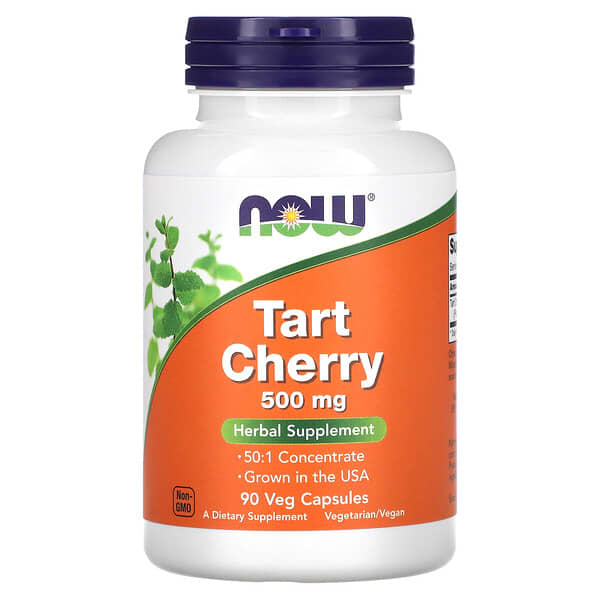 NOW®
Tart
Cherry
500 mg
Herbal Supplement
• 50:1 Concentrate
• Grown in the USA
90 Veg Capsules
Non-
GMO
A Dietary Supplement Vegetarian/Vegan